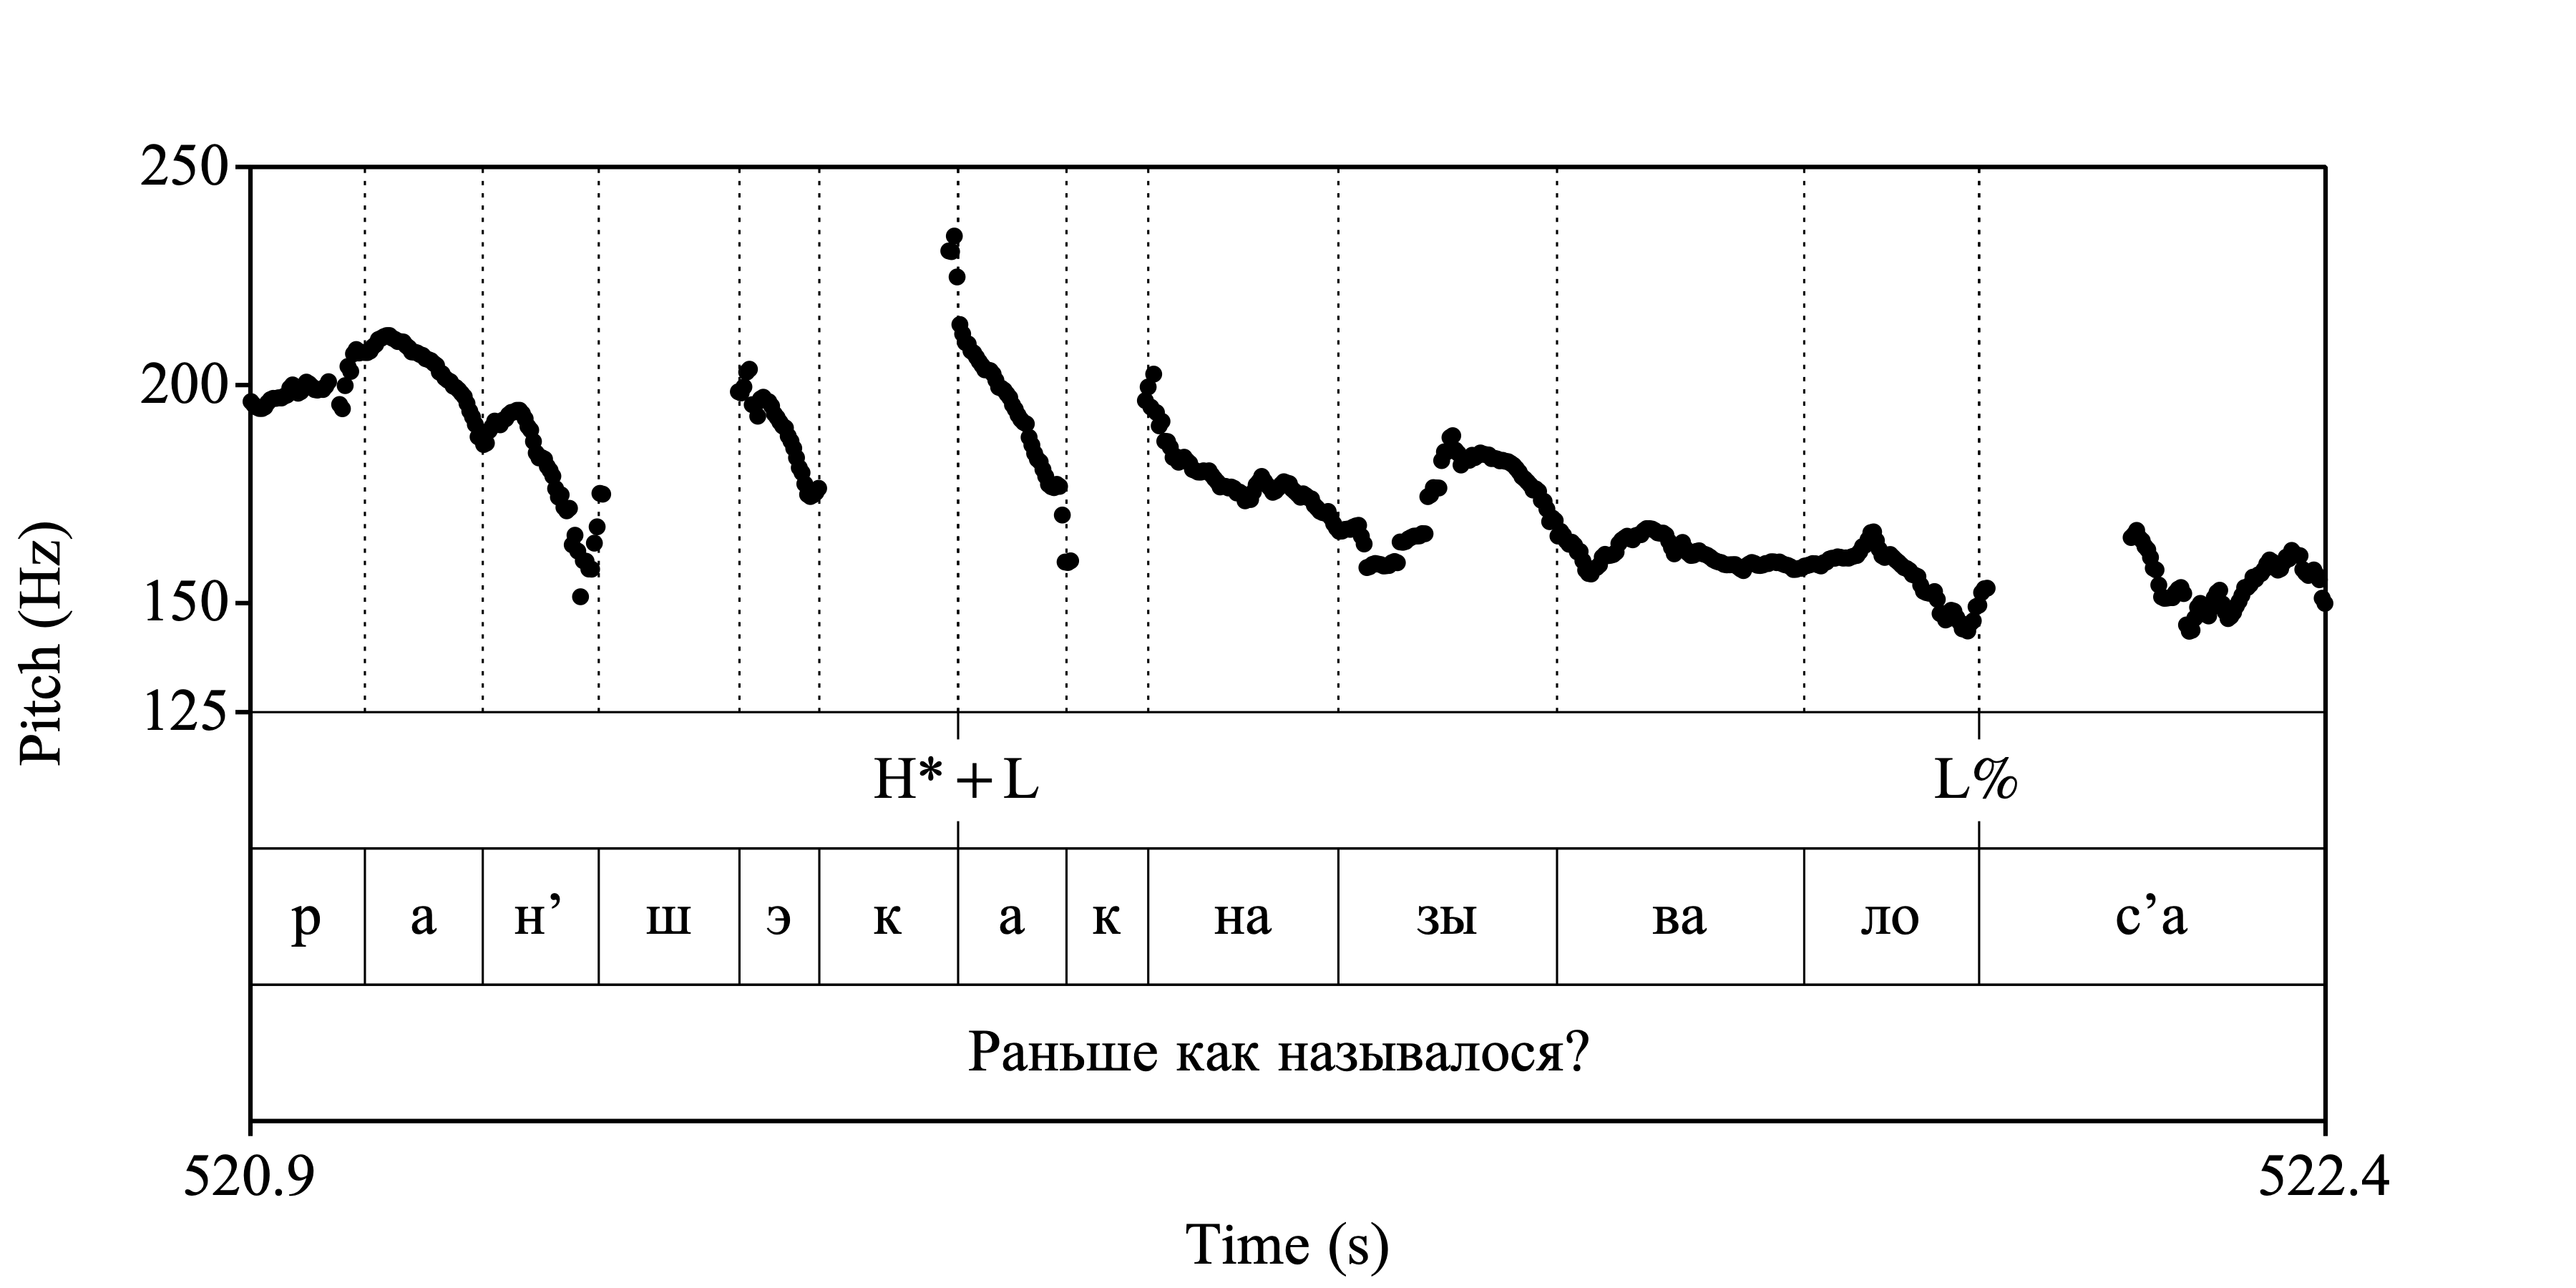 250
200
150
125
Pitch (Hz)
H* + L L%
р а н’ ш э к а к на зы ва ло с’а
Раньше как называлося?
520.9 522.4
Time (s)